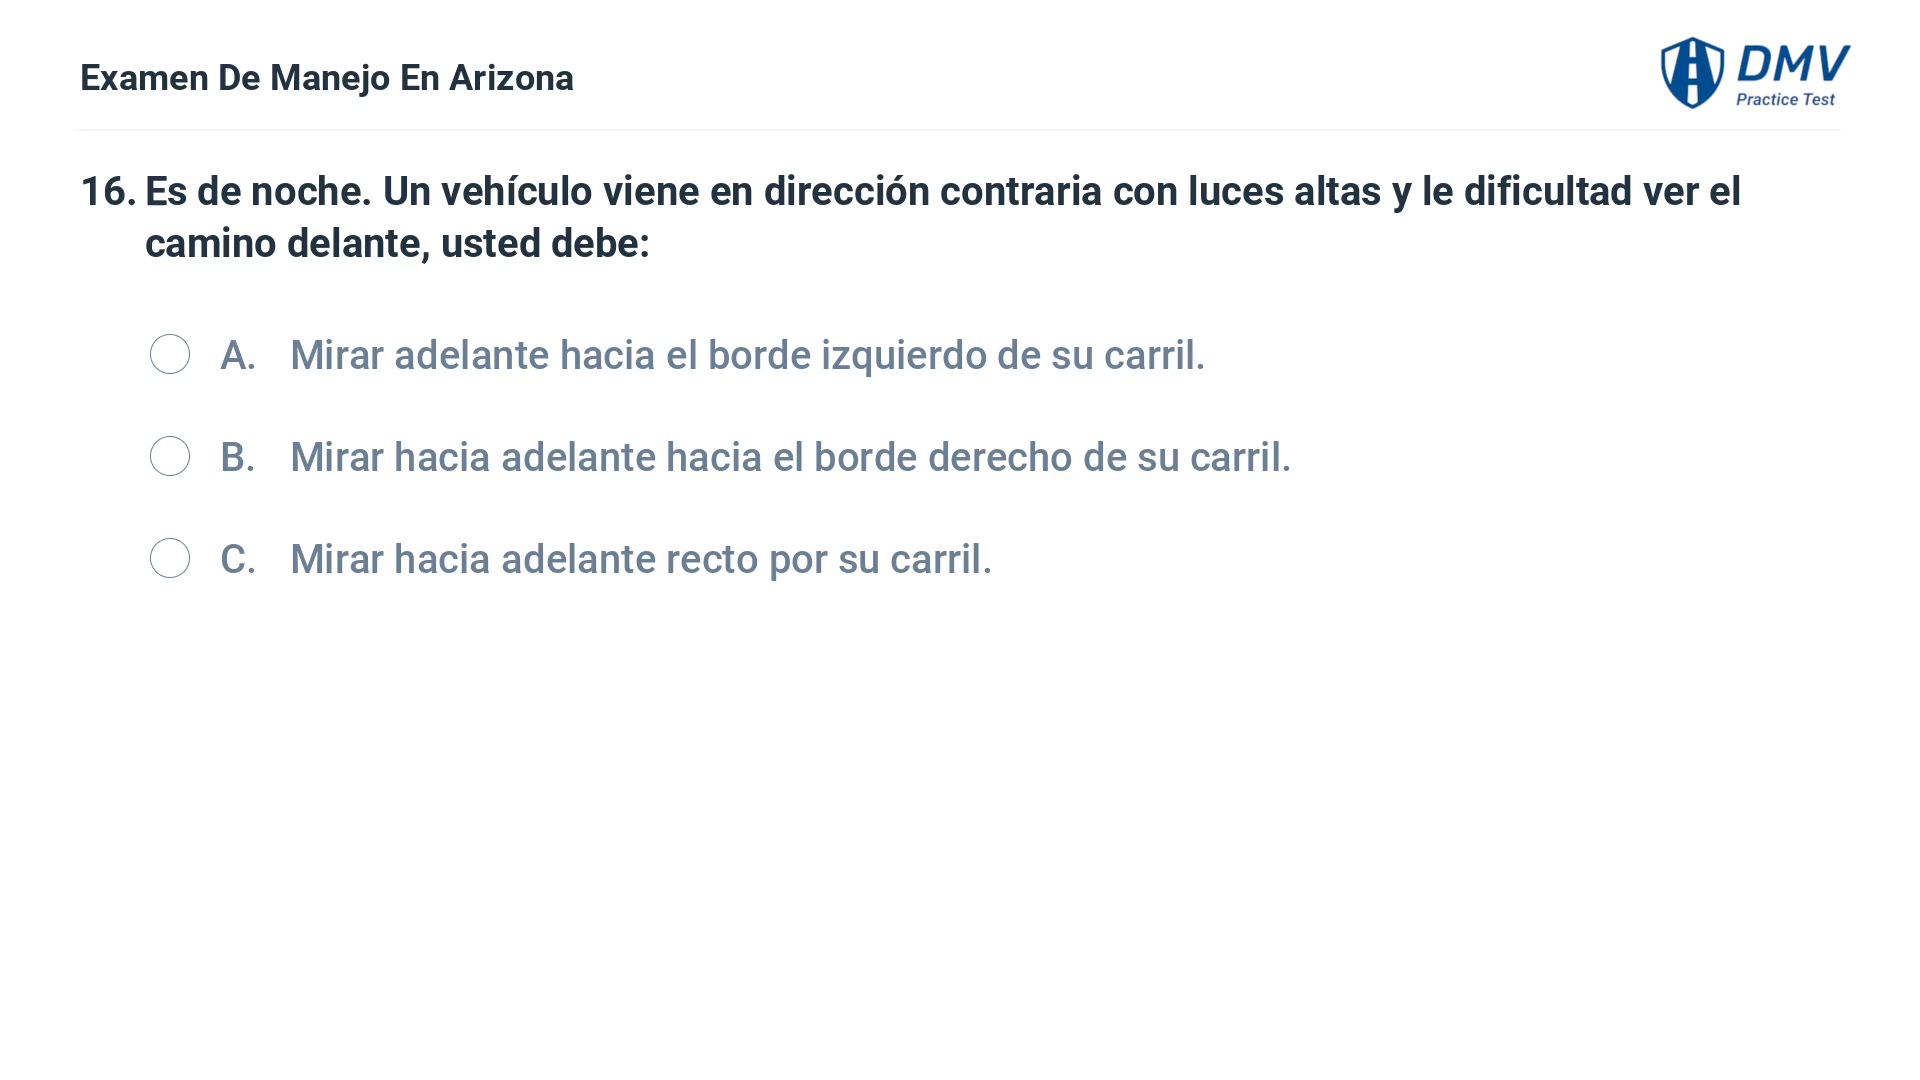 Examen De Manejo En Arizona
DMV
Practice Test
16. Es de noche. Un vehículo viene en dirección contraria con luces altas y le dificultad ver el
camino delante, usted debe:
A. Mirar adelante hacia el borde izquierdo de su carril.
B. Mirar hacia adelante hacia el borde derecho de su carril.
C. Mirar hacia adelante recto por su carril.